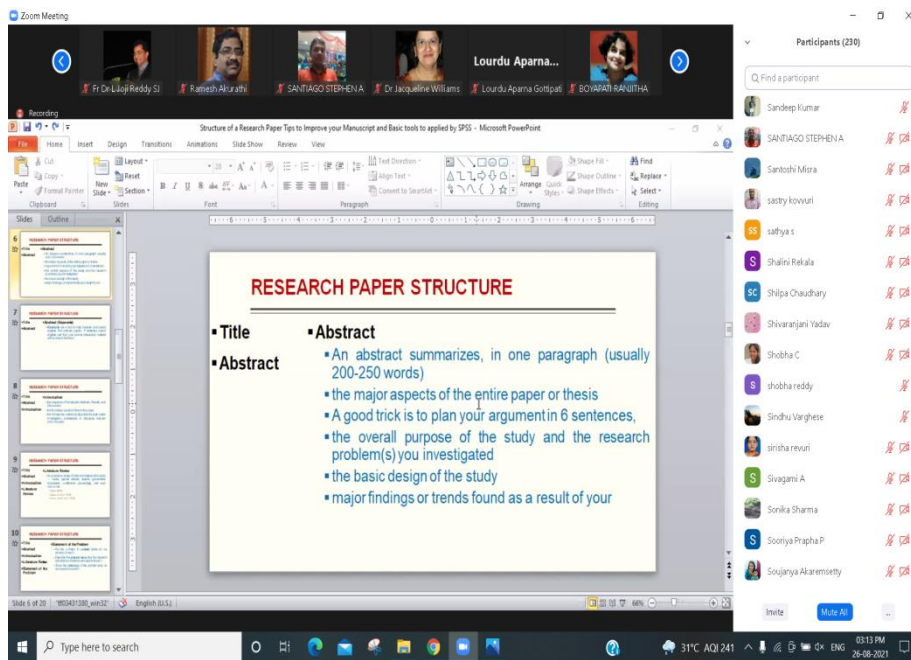 Zoom Meeting
Fr Dr L Joji Reddy SJ
Ramesh Akurathi
SANTIAGO STEPHEN A
Dr Jacqueline Williams
Lourdu Aparna...
Lourdu Aparna Gottipati
BOYAPATI RANJITHA
Recording
Structure of a Research Paper Tips to Improve your Manuscript and Basic tools to applied by SPSS - Microsoft PowerPoint
File Home Insert Design Transitions Animations Slide Show Review View
Paste
Cut
Copy
Format Painter
Clipboard
New Slide
Layout
Reset
Section
Slides
Font
Paragraph
Text Direction
Align Text
Convert to SmartArt
Arrange
Quick Styles
Shape Fill
Shape Outline
Shape Effects
Drawing
Find
Replace
Select
Editing
Slides Outline
6
7
8
9
10
RESEARCH PAPER STRUCTURE
▪ Title
▪ Abstract
▪ Abstract
▪ An abstract summarizes, in one paragraph (usually
200-250 words)
▪ the major aspects of the entire paper or thesis
▪ A good trick is to plan your argument in 6 sentences,
▪ the overall purpose of the study and the research
problem(s) you investigated
▪ the basic design of the study
▪ major findings or trends found as a result of your
Slide 6 of 20
English (U.S.)
66%
Participants (230)
Find a participant
Sandeep Kumar
SANTIAGO STEPHEN A
Santoshi Misra
sastry kovvuri
SS sathya s
S Shalini Rekala
SC Shilpa Chaudhary
Shivaranjani Yadav
Shobha C
S shobha reddy
Sindhu Varghese
sirisha revuri
S Sivagami A
Sonika Sharma
S Sooriya Prapha P
S Soujanya Akaremsetty
Invite
Mute All
...
Type here to search
31°C AQI 241
ENG
03:13 PM
26-08-2021